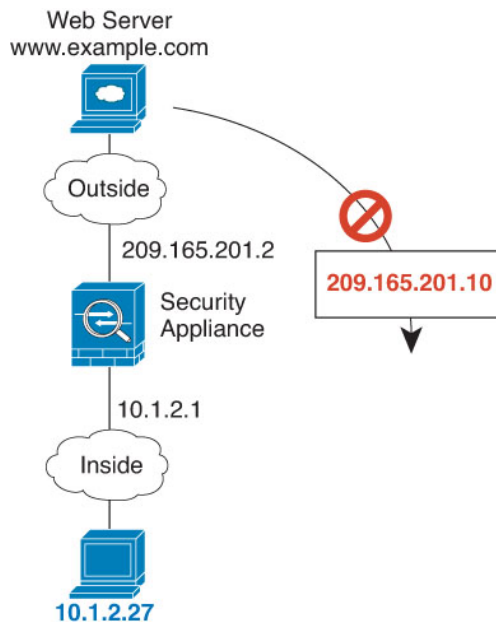 Web Server
www.example.com
Outside
209.165.201.2
209.165.201.10
Security
Appliance
10.1.2.1
Inside
10.1.2.27